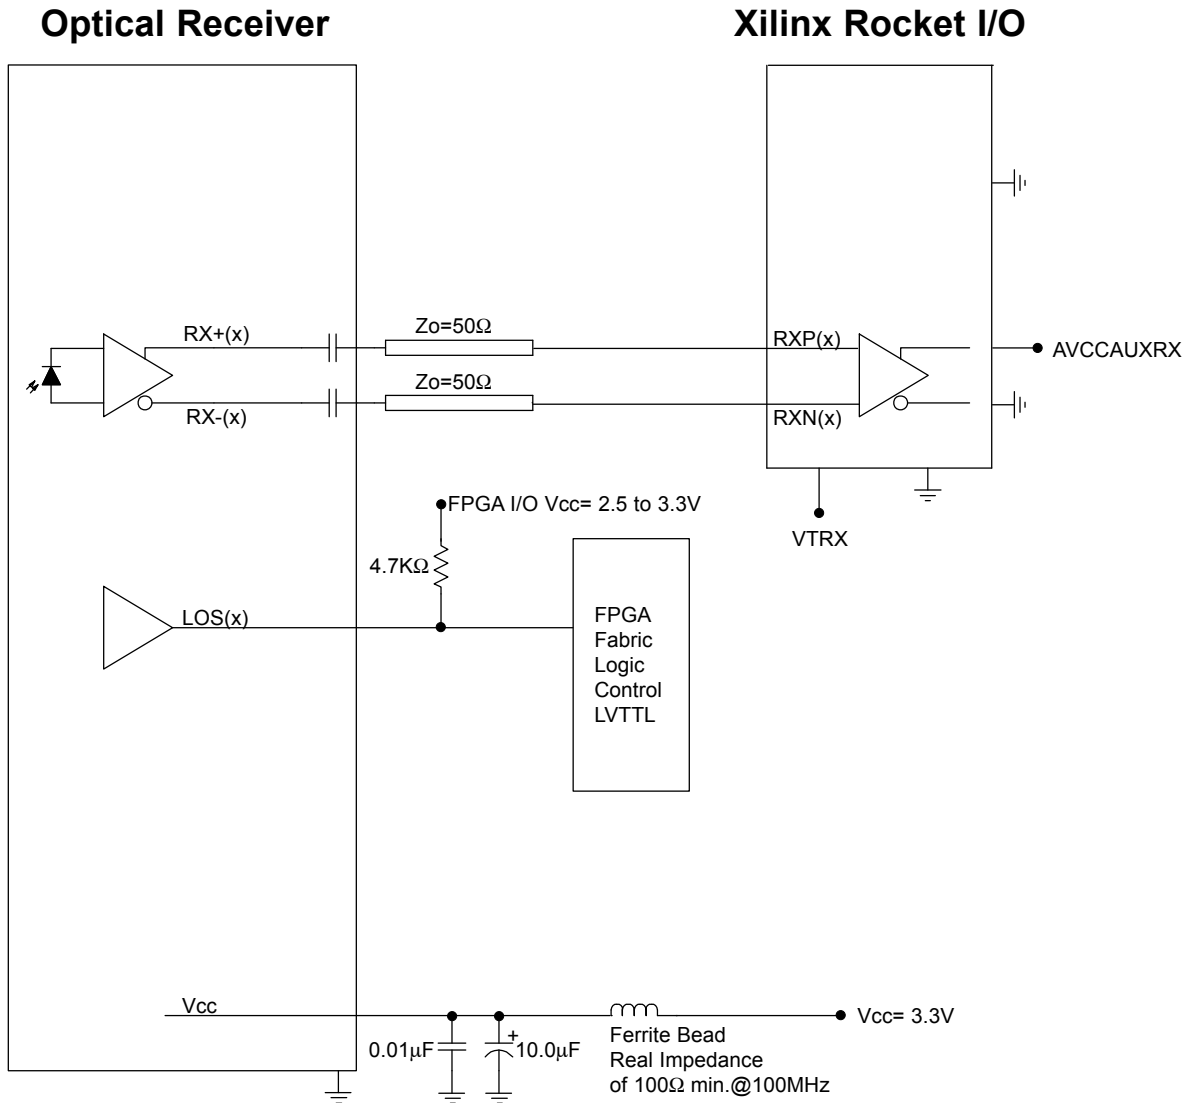 Optical Receiver
Xilinx Rocket I/O
RX+(x)
Zo=50Ω
RXP(x)
AVCCAUXRX
Zo=50Ω
RX-(x)
RXN(x)
FPGA I/O Vcc= 2.5 to 3.3V
VTRX
4.7KΩ
LOS(x)
FPGA
Fabric
Logic
Control
LVTTL
Vcc
Vcc= 3.3V
0.01μF
+
10.0μF
Ferrite Bead
Real Impedance
of 100Ω min.@100MHz